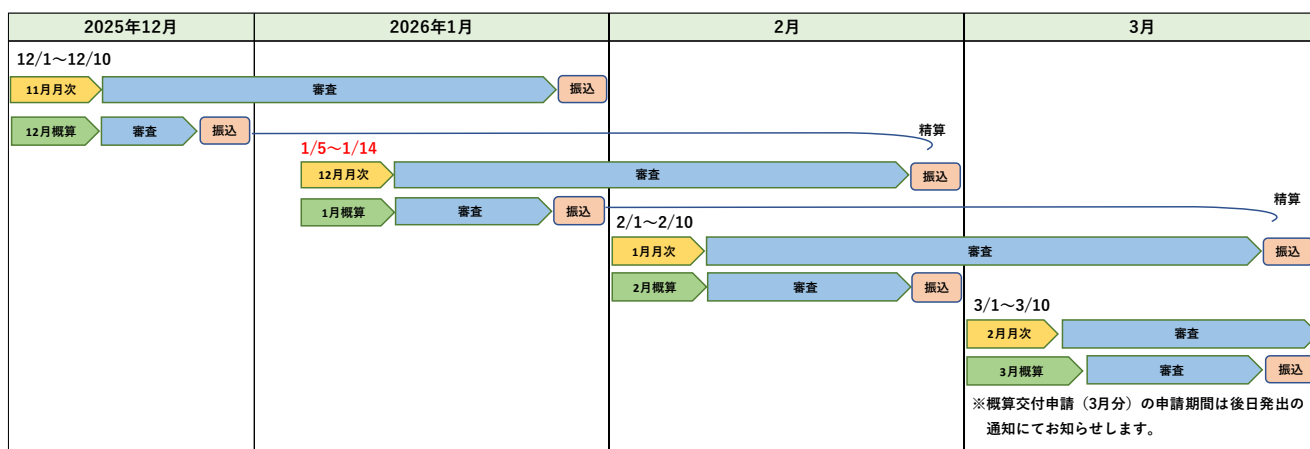 2025年12月
2026年1月
2月
3月
12/1～12/10
11月月次
審査
振込
12月概算
審査
振込
精算
1/5～1/14
12月月次
審査
振込
1月概算
審査
振込
精算
2/1～2/10
1月月次
審査
振込
2月概算
審査
振込
3/1～3/10
2月月次
審査
3月概算
審査
振込
※概算交付申請（3月分）の申請期間は後日発出の
通知にてお知らせします。